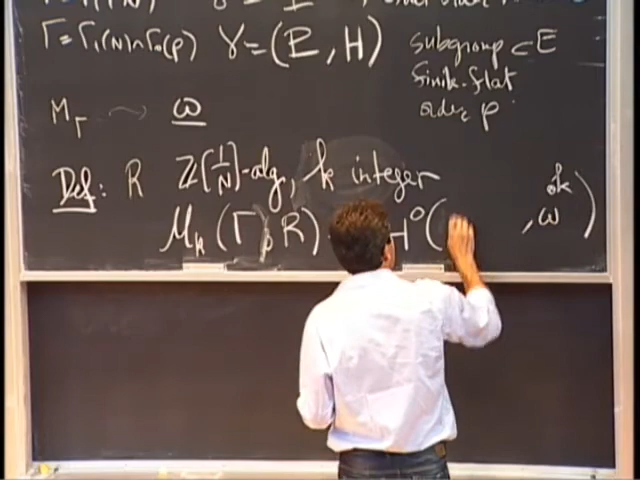 Γ = Γ₁(N)∩Γ₀(p) γ = (P, H) subgroup ⊂ E
finite-flat
order p
M_Γ ⇝ ω
Def: R ℤ[1/N]-alg, k integer
M_k(Γ, R) H⁰( , ω^{⊗k})